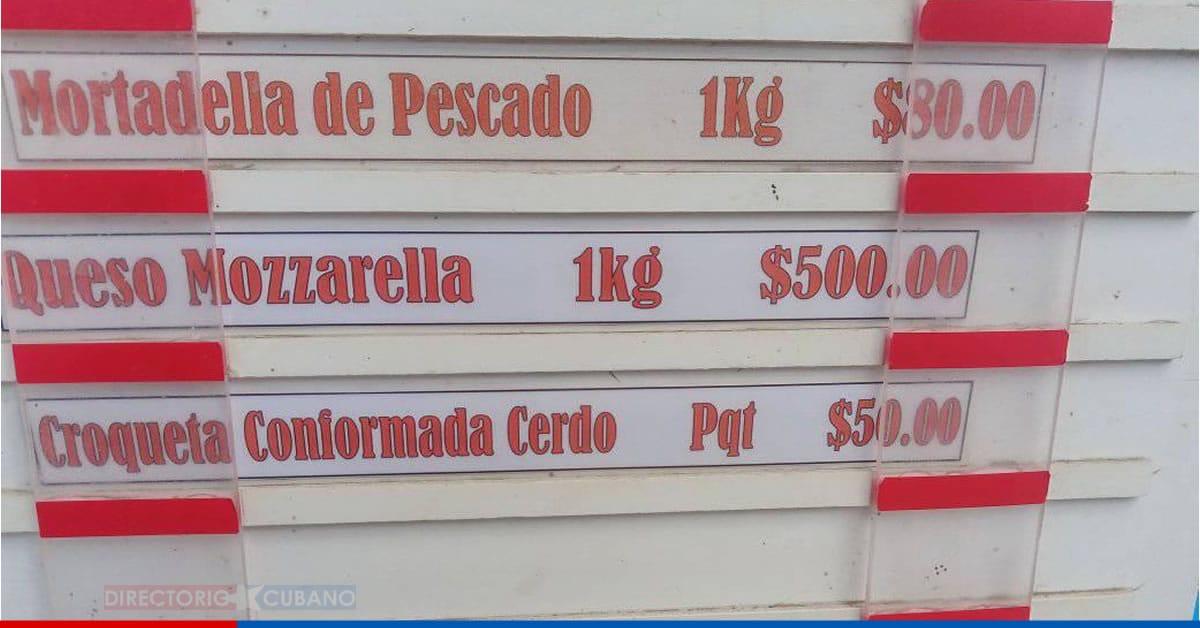 Mortadella de Pescado 1Kg $80.00
Queso Mozzarella 1kg $500.00
Croqueta Conformada Cerdo Pqt $50.00
DIRECTORIO CUBANO